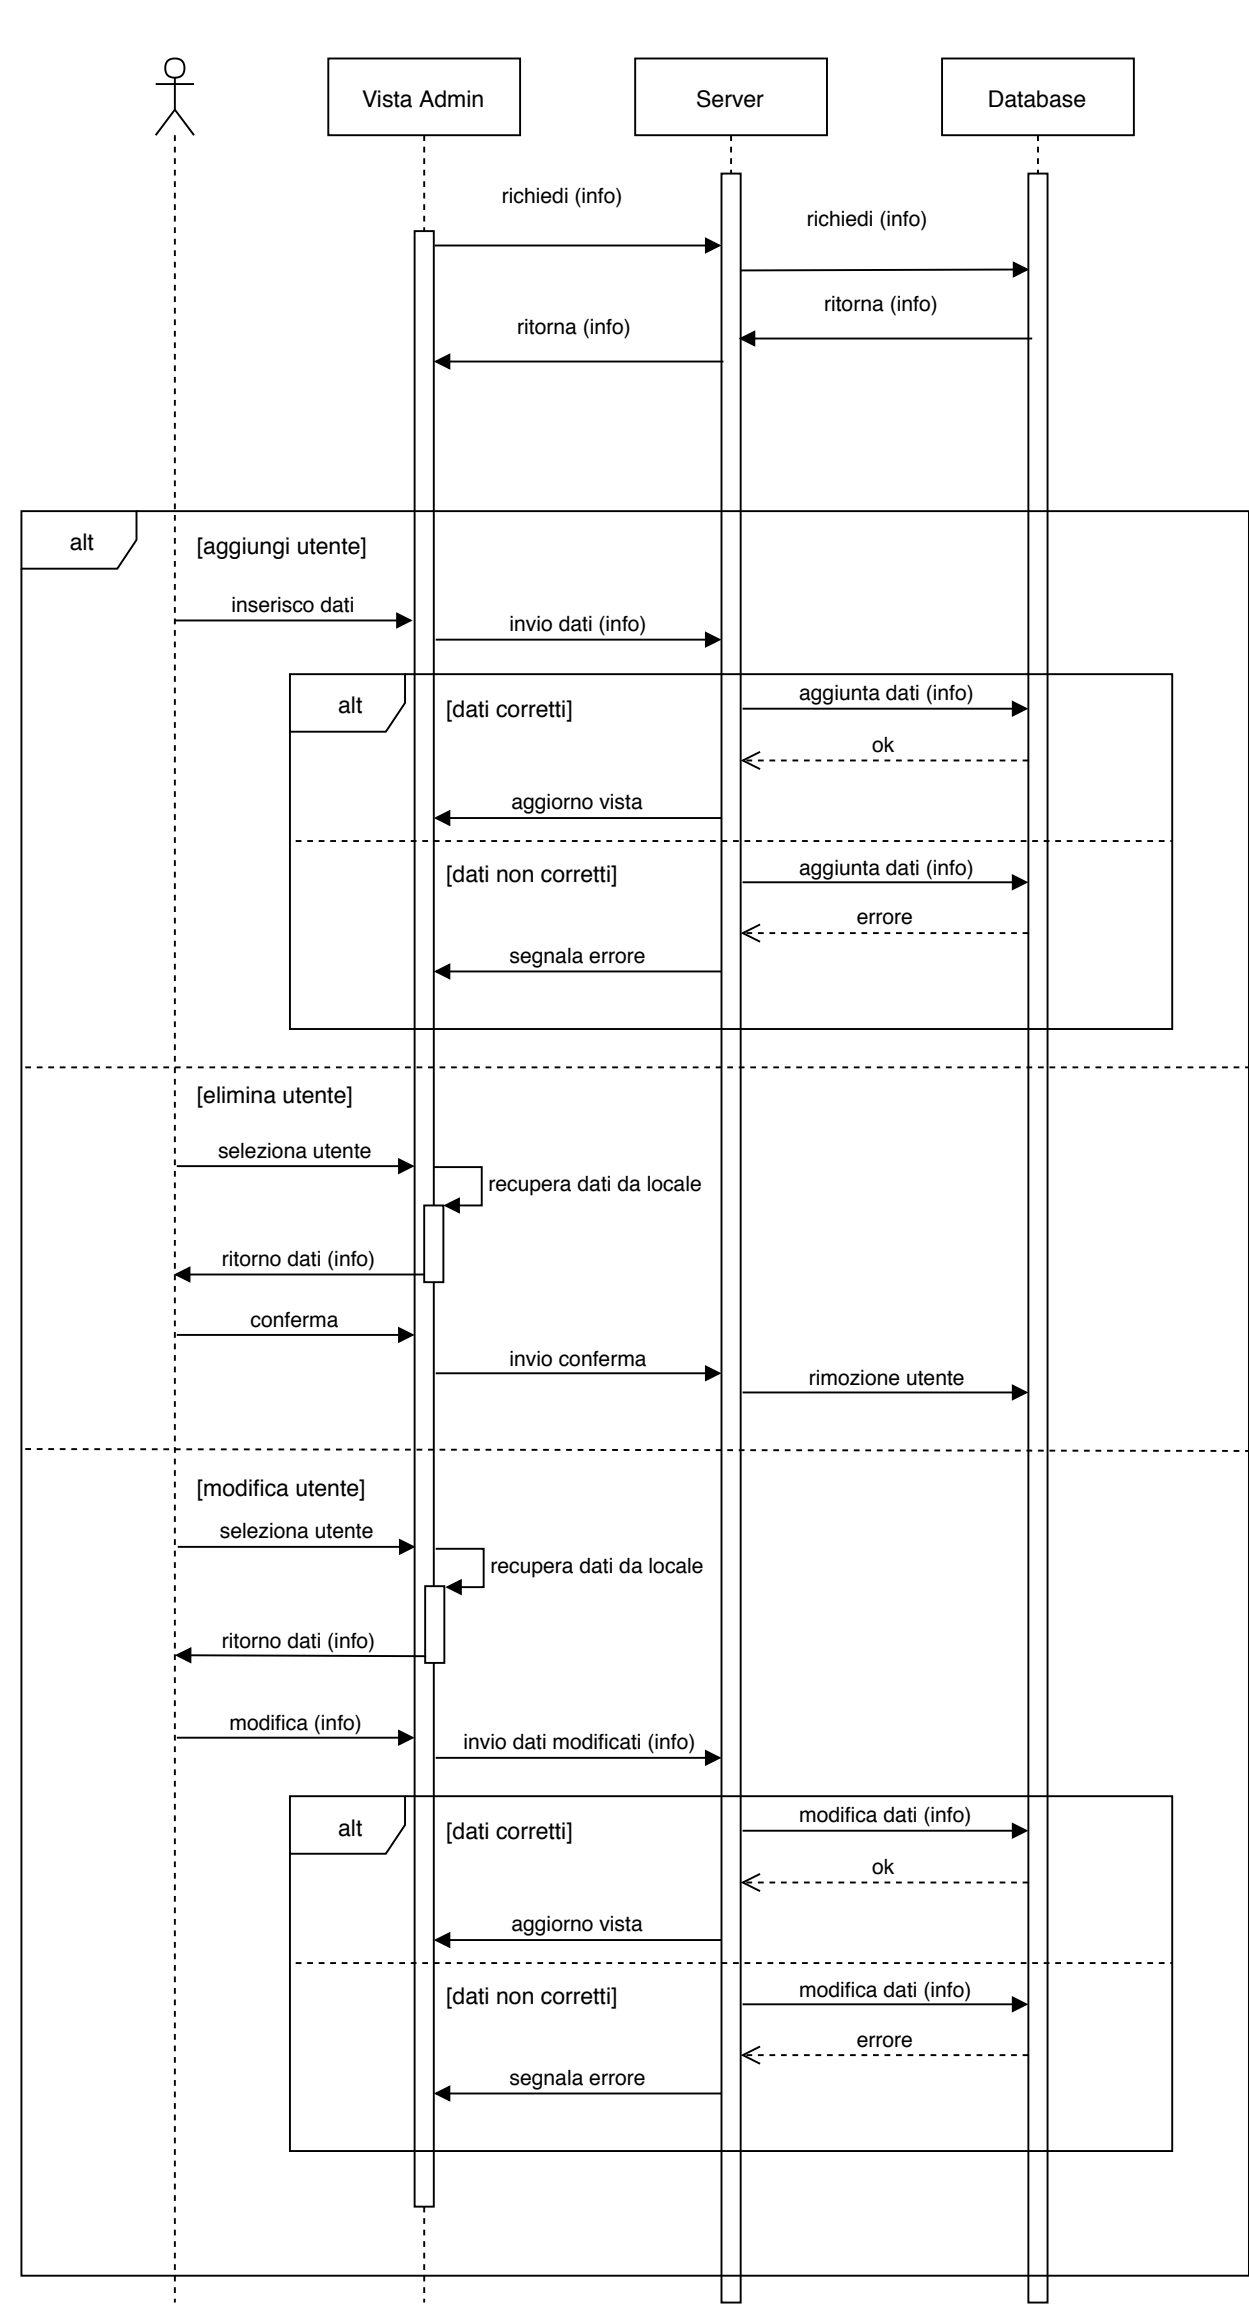 Vista Admin
Server
Database
richiedi (info)
richiedi (info)
ritorna (info)
ritorna (info)
alt
[aggiungi utente]
inserisco dati
invio dati (info)
alt
[dati corretti]
aggiunta dati (info)
ok
aggiorno vista
[dati non corretti]
aggiunta dati (info)
errore
segnala errore
[elimina utente]
seleziona utente
recupera dati da locale
ritorno dati (info)
conferma
invio conferma
rimozione utente
[modifica utente]
seleziona utente
recupera dati da locale
ritorno dati (info)
modifica (info)
invio dati modificati (info)
alt
[dati corretti]
modifica dati (info)
ok
aggiorno vista
[dati non corretti]
modifica dati (info)
errore
segnala errore